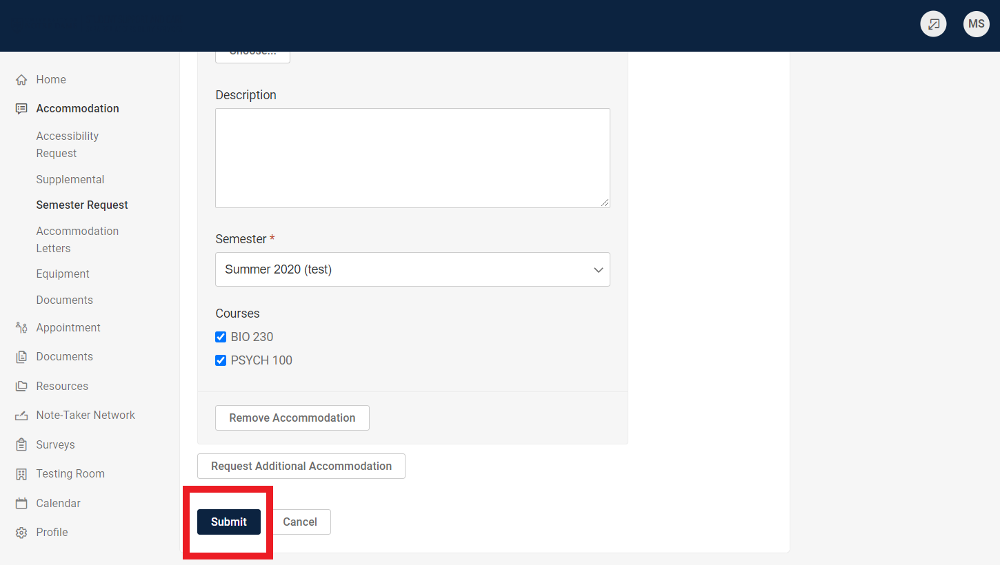 MS
Home
Accommodation
Accessibility
Request
Supplemental
Semester Request
Accommodation
Letters
Equipment
Documents
Appointment
Documents
Resources
Note-Taker Network
Surveys
Testing Room
Calendar
Profile
Choose...
Description
Semester *
Summer 2020 (test)
Courses
BIO 230
PSYCH 100
Remove Accommodation
Request Additional Accommodation
Submit
Cancel